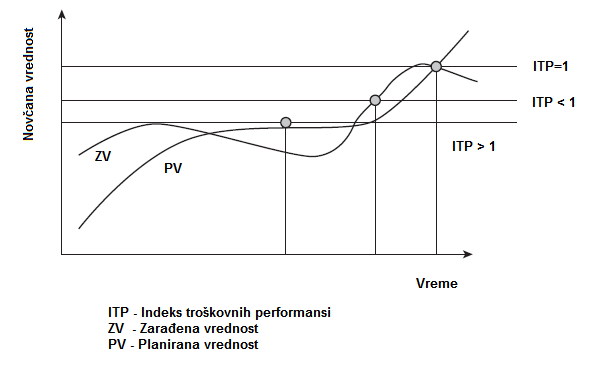 Novčana vrednost
ITP=1
ITP < 1
ITP > 1
ZV
PV
Vreme
ITP - Indeks troškovnih performansi
ZV - Zarađena vrednost
PV - Planirana vrednost